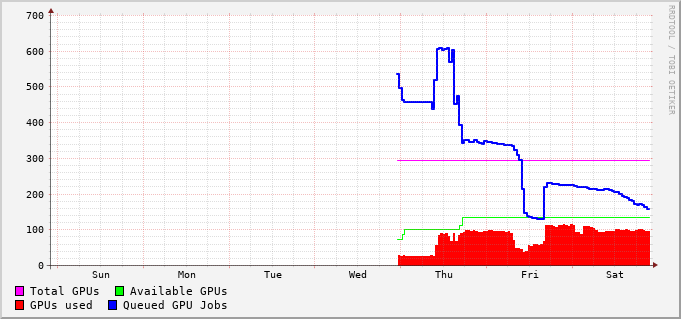 700
600
500
400
300
200
100
0
Sun Mon Tue Wed Thu Fri Sat
Total GPUs Available GPUs
GPUs used Queued GPU Jobs
RRDTOOL / TOBI OETIKER